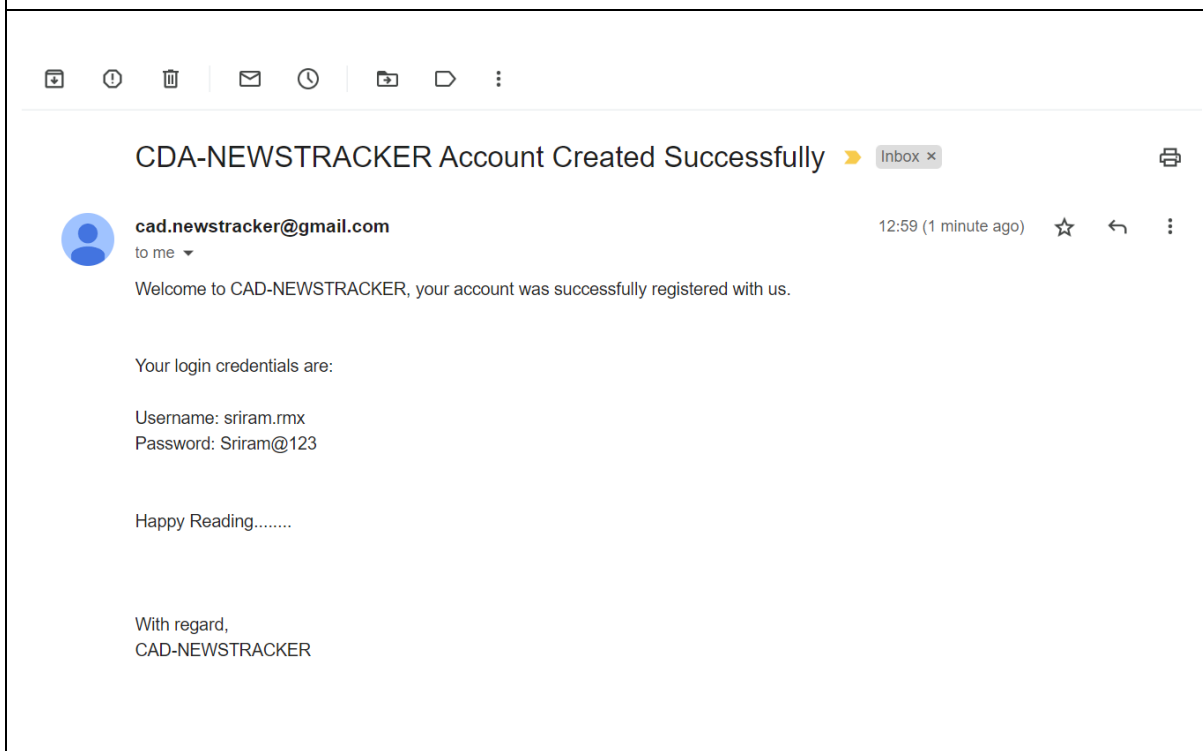 CDA-NEWSTRACKER Account Created Successfully Inbox ×
cad.newstracker@gmail.com 12:59 (1 minute ago)
to me
Welcome to CAD-NEWSTRACKER, your account was successfully registered with us.
Your login credentials are:
Username: sriram.rmx
Password: Sriram@123
Happy Reading........
With regard,
CAD-NEWSTRACKER